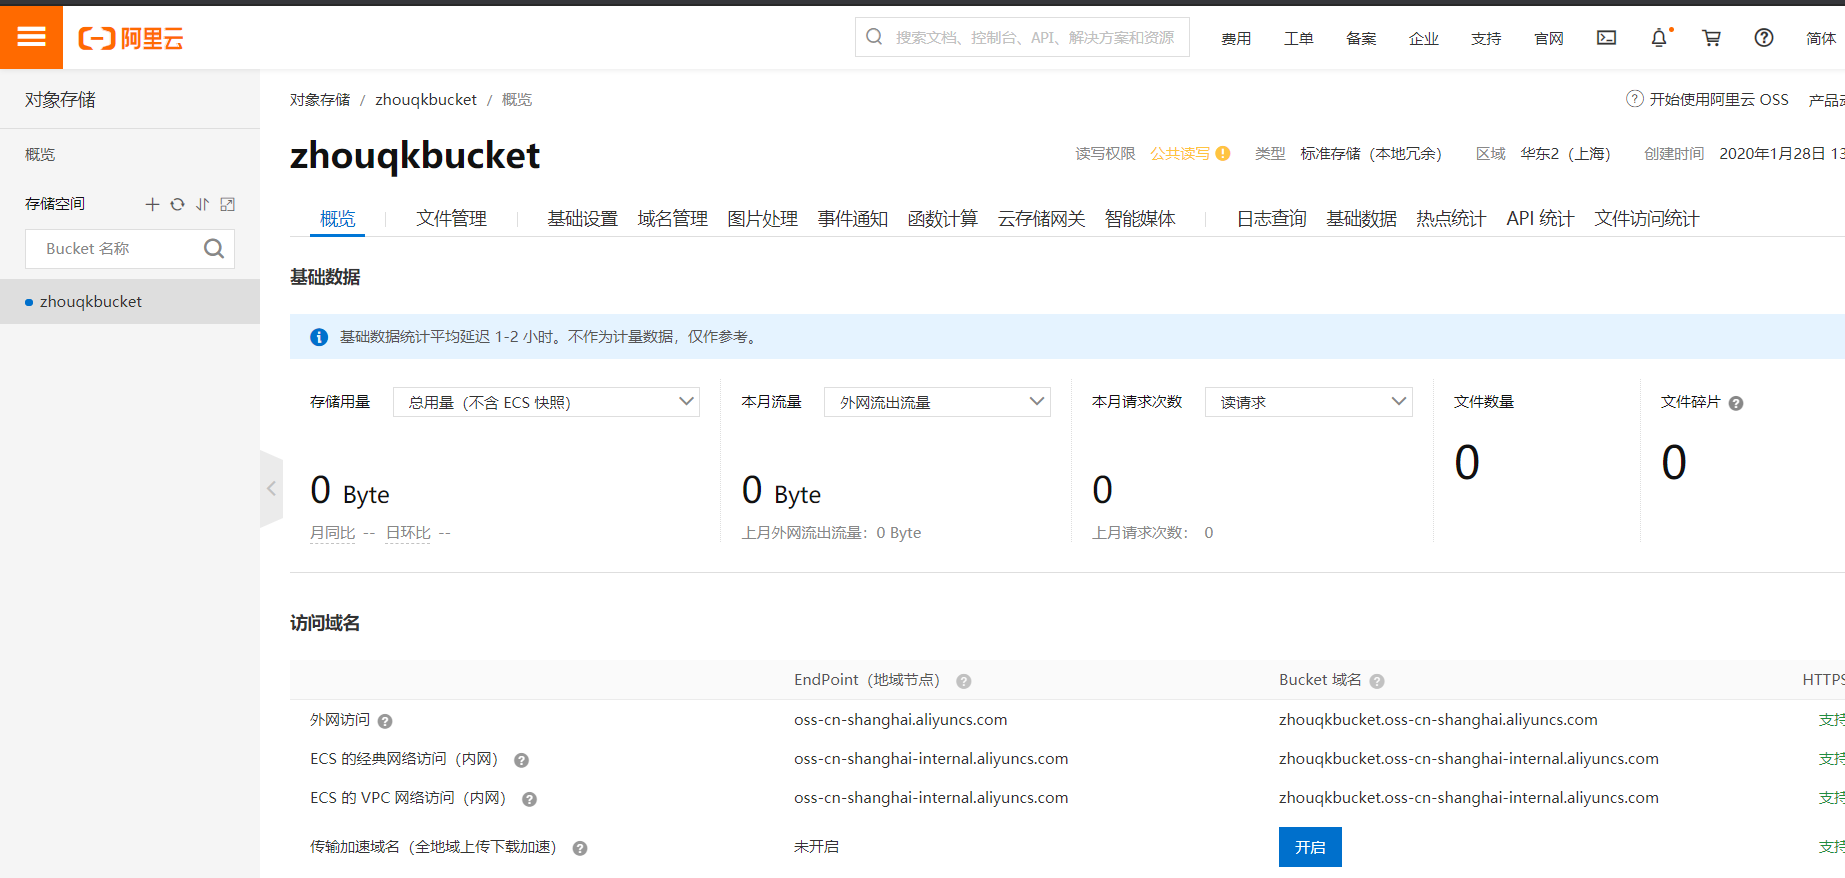 阿里云
搜索文档、控制台、API、解决方案和资源
费用 工单 备案 企业 支持 官网 简体
对象存储
概览
存储空间
Bucket 名称
zhouqkbucket
对象存储 / zhouqkbucket / 概览
开始使用阿里云 OSS 产品动
zhouqkbucket
读写权限 公共读写 类型 标准存储（本地冗余） 区域 华东2（上海） 创建时间 2020年1月28日 13
概览 文件管理 基础设置 域名管理 图片处理 事件通知 函数计算 云存储网关 智能媒体 日志查询 基础数据 热点统计 API 统计 文件访问统计
基础数据
基础数据统计平均延迟 1-2 小时。不作为计量数据，仅作参考。
存储用量 总用量（不含 ECS 快照） 本月流量 外网流出流量 本月请求次数 读请求 文件数量 文件碎片
0 Byte 0 Byte 0 0 0
月同比 -- 日环比 -- 上月外网流出流量：0 Byte 上月请求次数： 0
访问域名
EndPoint（地域节点） Bucket 域名 HTTPS
外网访问 oss-cn-shanghai.aliyuncs.com zhouqkbucket.oss-cn-shanghai.aliyuncs.com 支持
ECS 的经典网络访问（内网） oss-cn-shanghai-internal.aliyuncs.com zhouqkbucket.oss-cn-shanghai-internal.aliyuncs.com 支持
ECS 的 VPC 网络访问（内网） oss-cn-shanghai-internal.aliyuncs.com zhouqkbucket.oss-cn-shanghai-internal.aliyuncs.com 支持
传输加速域名（全地域上传下载加速） 未开启 开启 支持